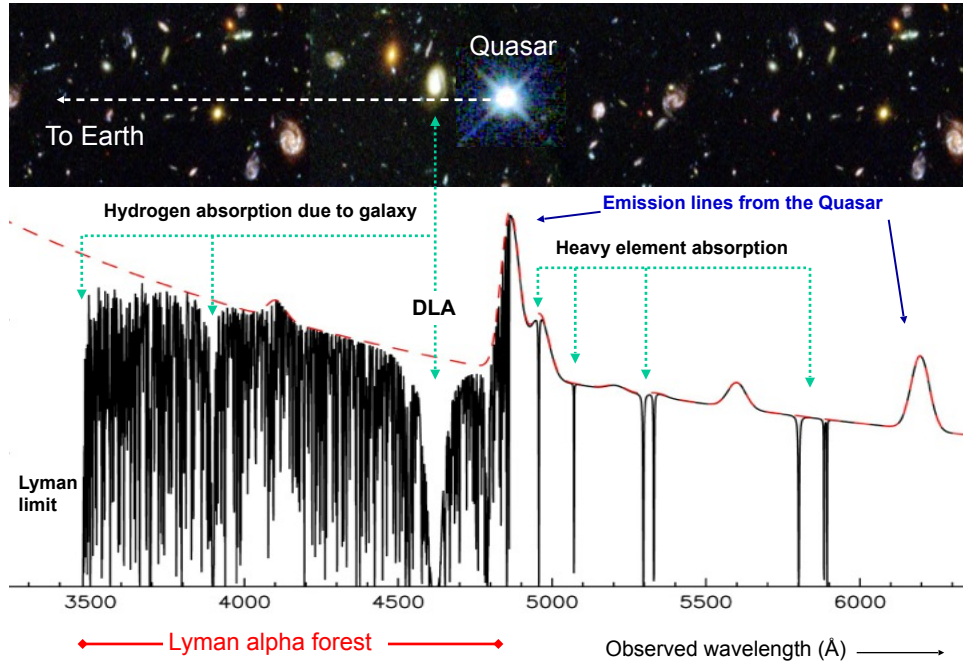 Quasar
To Earth
Hydrogen absorption due to galaxy
Emission lines from the Quasar
Heavy element absorption
DLA
Lyman
limit
3500 4000 4500 5000 5500 6000
Lyman alpha forest
Observed wavelength (Å)